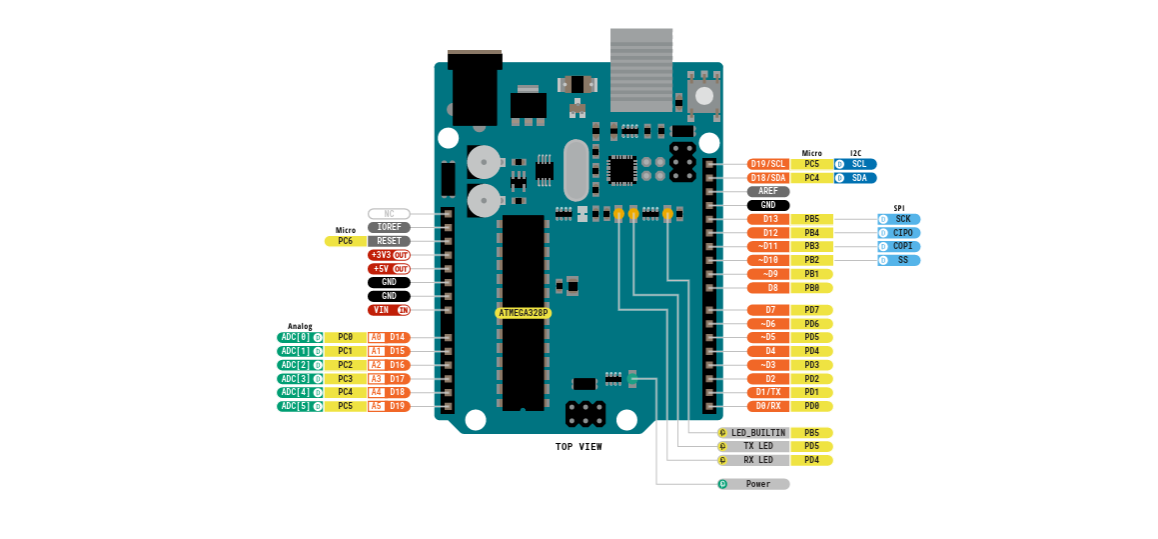 Micro I2C
D19/SCL PC5 D SCL
D18/SDA PC4 D SDA
AREF
GND
SPI
D13 PB5 D SCK
D12 PB4 D CIPO
~D11 PB3 D COPI
~D10 PB2 D SS
~D9 PB1
D8 PB0
D7 PD7
~D6 PD6
~D5 PD5
D4 PD4
~D3 PD3
D2 PD2
D1/TX PD1
D0/RX PD0
NC
IOREF
Micro
PC6 RESET
+3V3 OUT
+5V OUT
GND
GND
VIN IN
Analog
ADC[0] D PC0 A0 D14
ADC[1] D PC1 A1 D15
ADC[2] D PC2 A2 D16
ADC[3] D PC3 A3 D17
ADC[4] D PC4 A4 D18
ADC[5] D PC5 A5 D19
ATMEGA328P
TOP VIEW
LED_BUILTIN PB5
TX LED PD5
RX LED PD4
Power